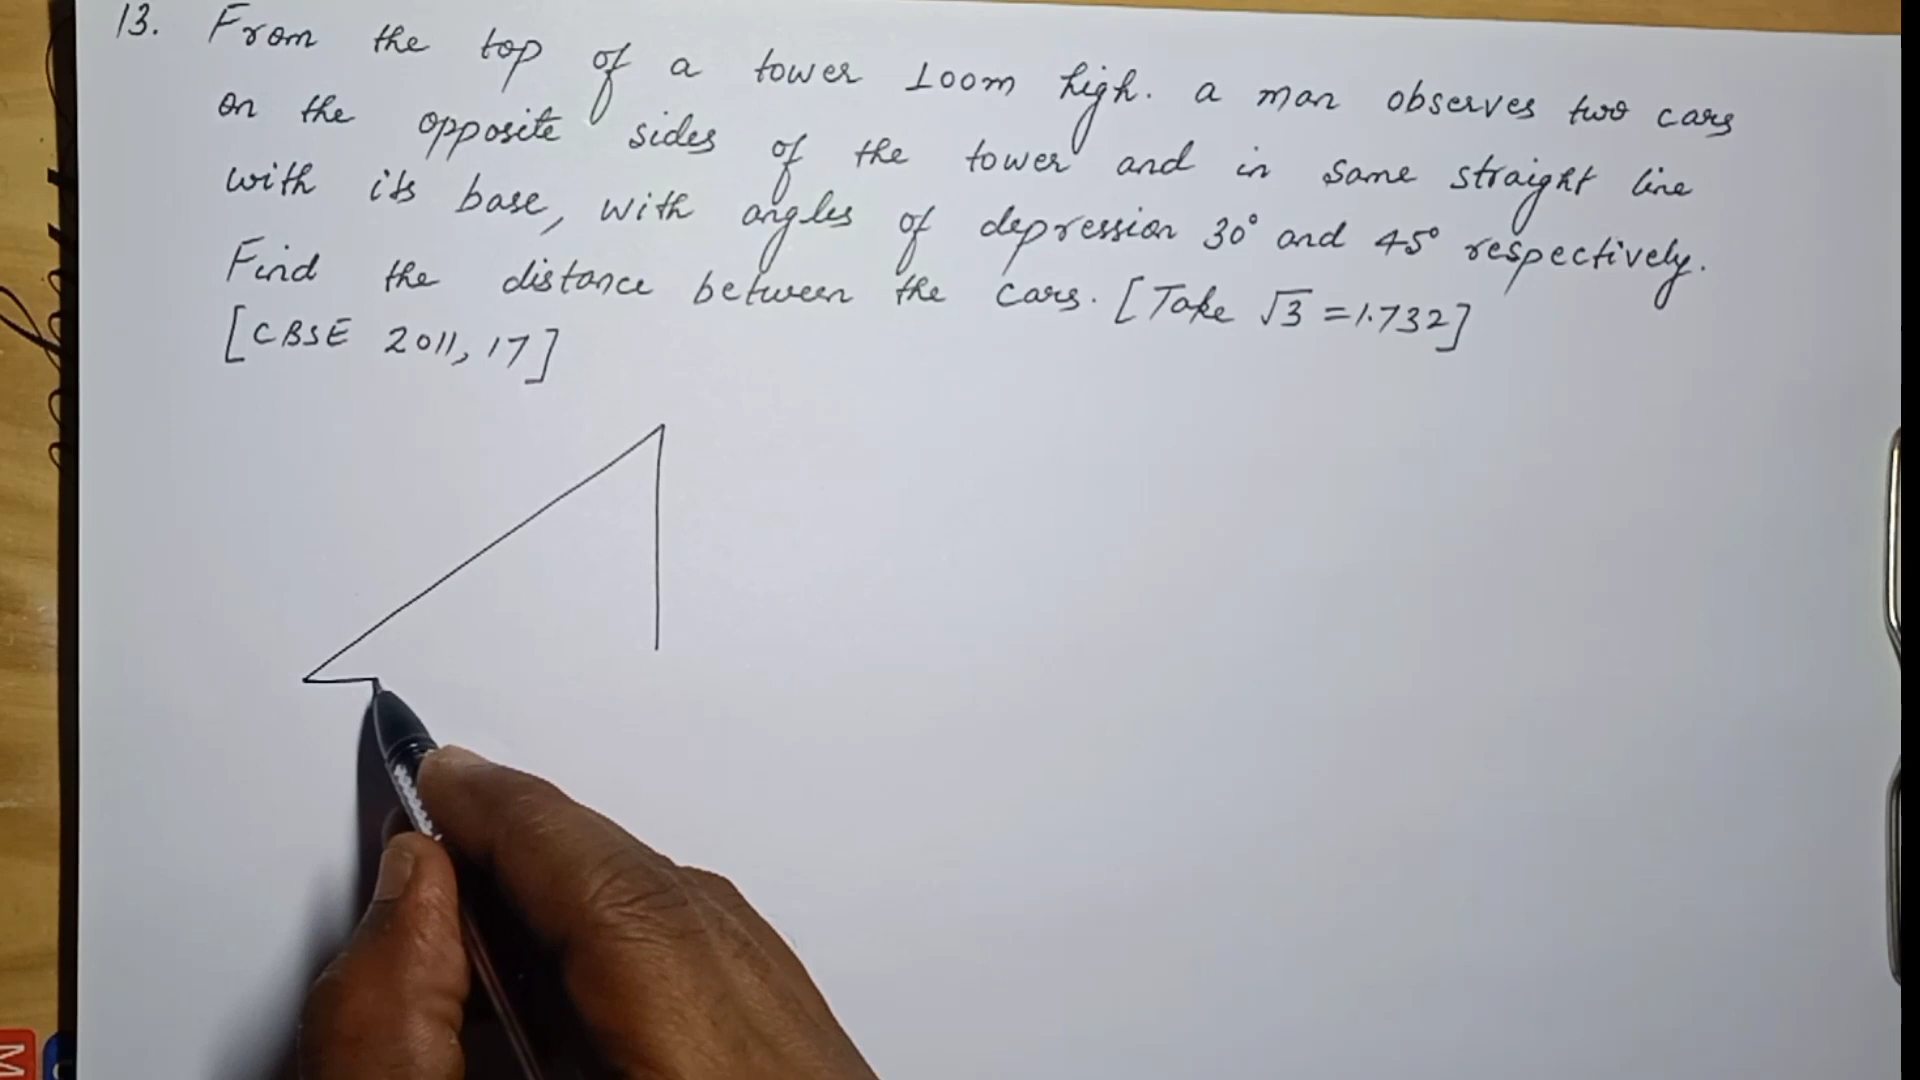 13. From the top of a tower 100m high. a man observes two cars
on the opposite sides of the tower and in same straight line
with its base, with angles of depression 30° and 45° respectively.
Find the distance between the cars. [Take √3 = 1.732]
[CBSE 2011, 17]
M